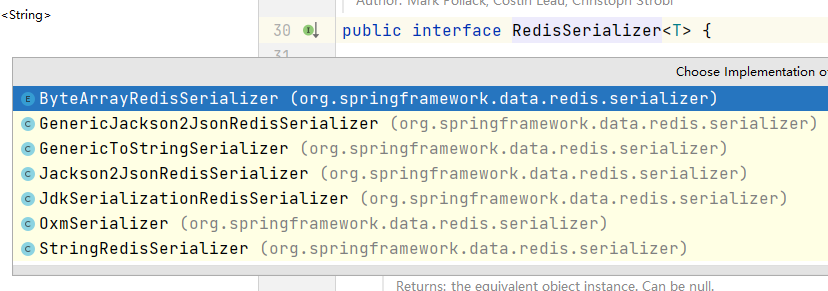 Author: Mark Pollack, Costin Leau, Christoph Strobl
<String>
30 public interface RedisSerializer<T> {
31
Choose Implementation of
ByteArrayRedisSerializer (org.springframework.data.redis.serializer)
GenericJackson2JsonRedisSerializer (org.springframework.data.redis.serializer)
GenericToStringSerializer (org.springframework.data.redis.serializer)
Jackson2JsonRedisSerializer (org.springframework.data.redis.serializer)
JdkSerializationRedisSerializer (org.springframework.data.redis.serializer)
OxmSerializer (org.springframework.data.redis.serializer)
StringRedisSerializer (org.springframework.data.redis.serializer)
Returns: the equivalent object instance. Can be null.